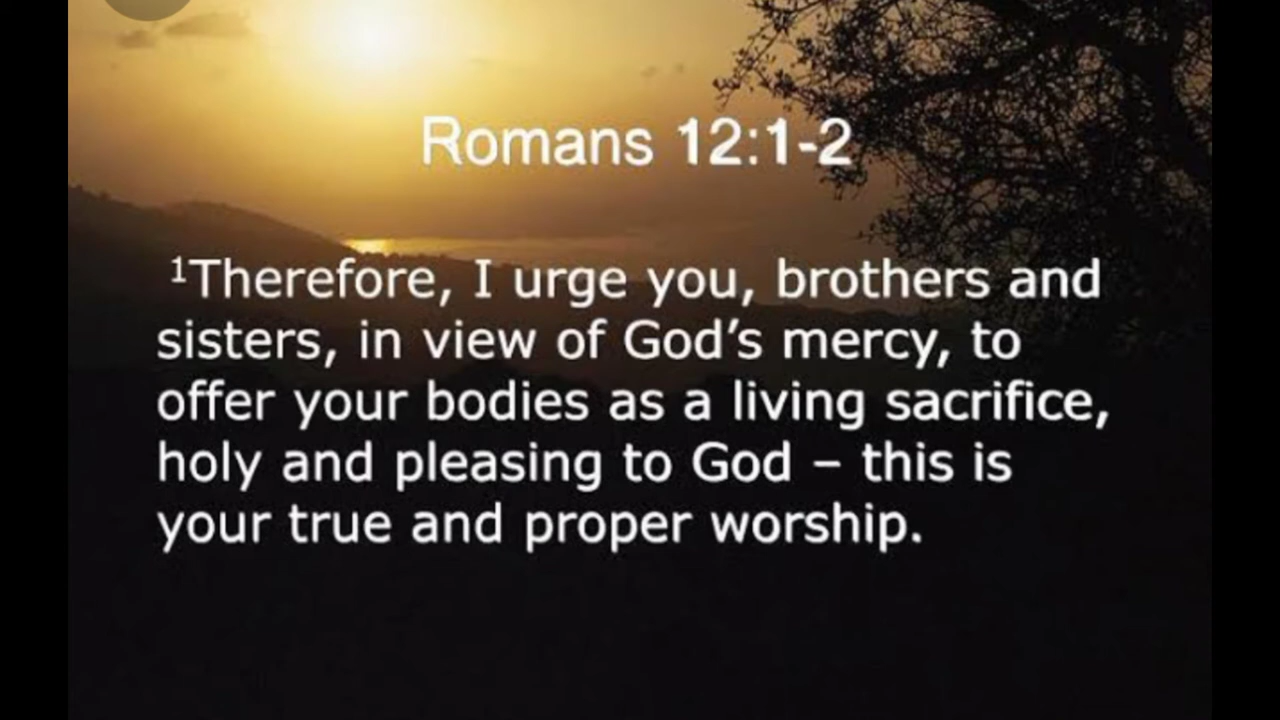 Romans 12:1-2
¹Therefore, I urge you, brothers and
sisters, in view of God’s mercy, to
offer your bodies as a living sacrifice,
holy and pleasing to God – this is
your true and proper worship.